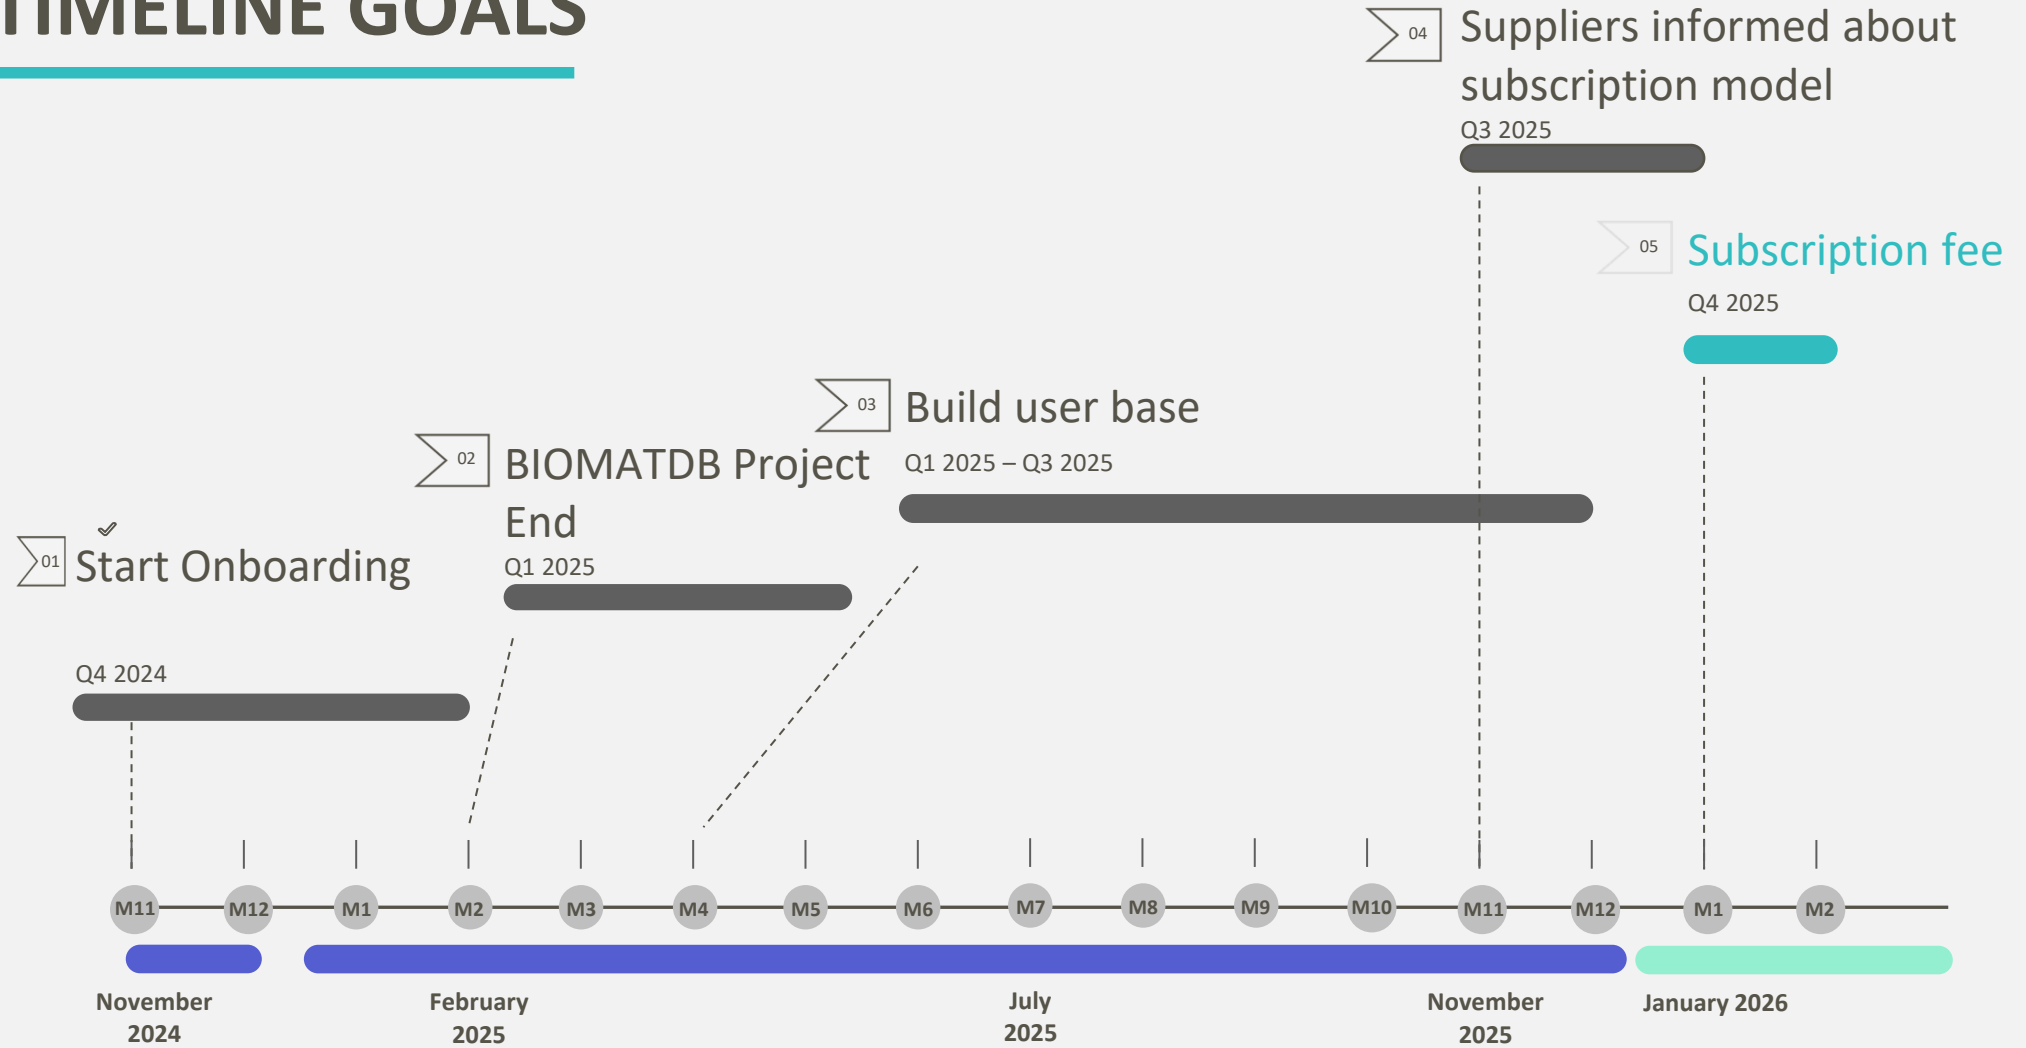 TIMELINE GOALS
04
Suppliers informed about
subscription model
Q3 2025
05
Subscription fee
Q4 2025
03
Build user base
Q1 2025 – Q3 2025
02
BIOMATDB Project
End
Q1 2025
01
Start Onboarding
Q4 2024
M11 M12 M1 M2 M3 M4 M5 M6 M7 M8 M9 M10 M11 M12 M1 M2
November
2024
February
2025
July
2025
November
2025
January 2026